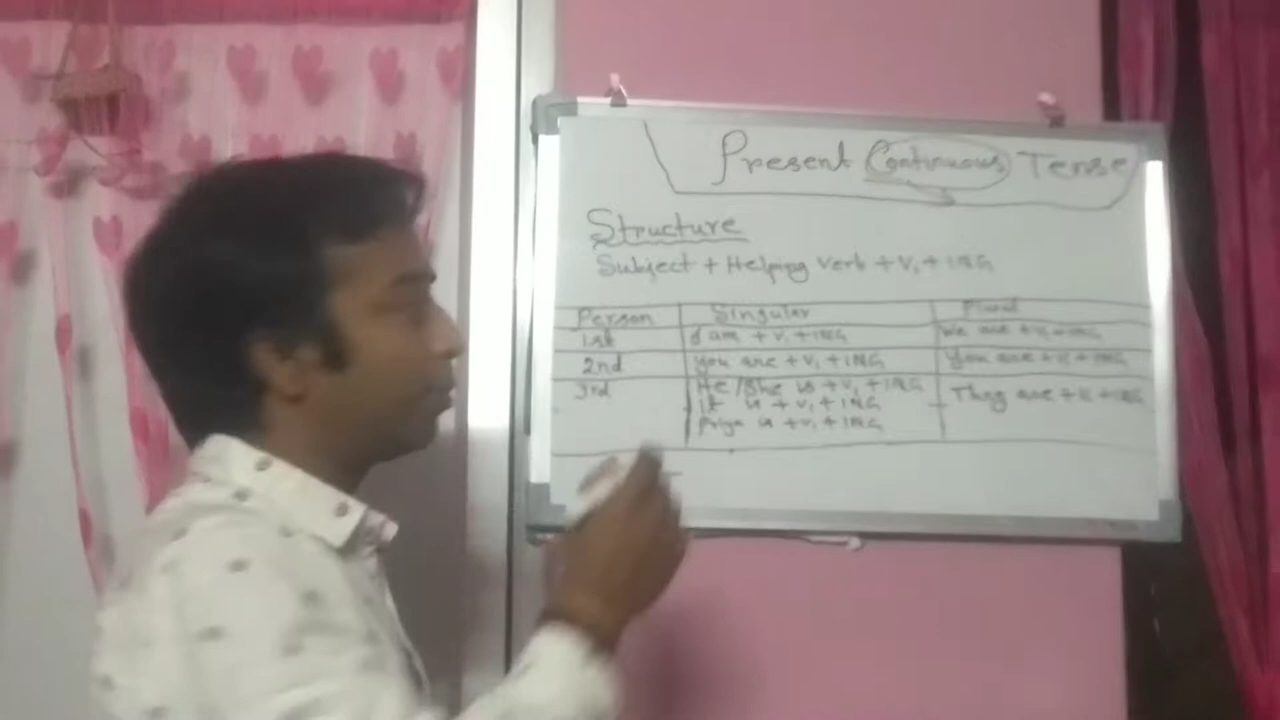 Present Continuous Tense
Structure
Subject + Helping verb + V₁ + ING
Person Singular Plural
1st I am + V₁ + ING We are + V₁ + ING
2nd you are + V₁ + ING You are + V₁ + ING
3rd He/She is + V₁ + ING They are + V₁ + ING
It is + V₁ + ING
Priya is + V₁ + ING